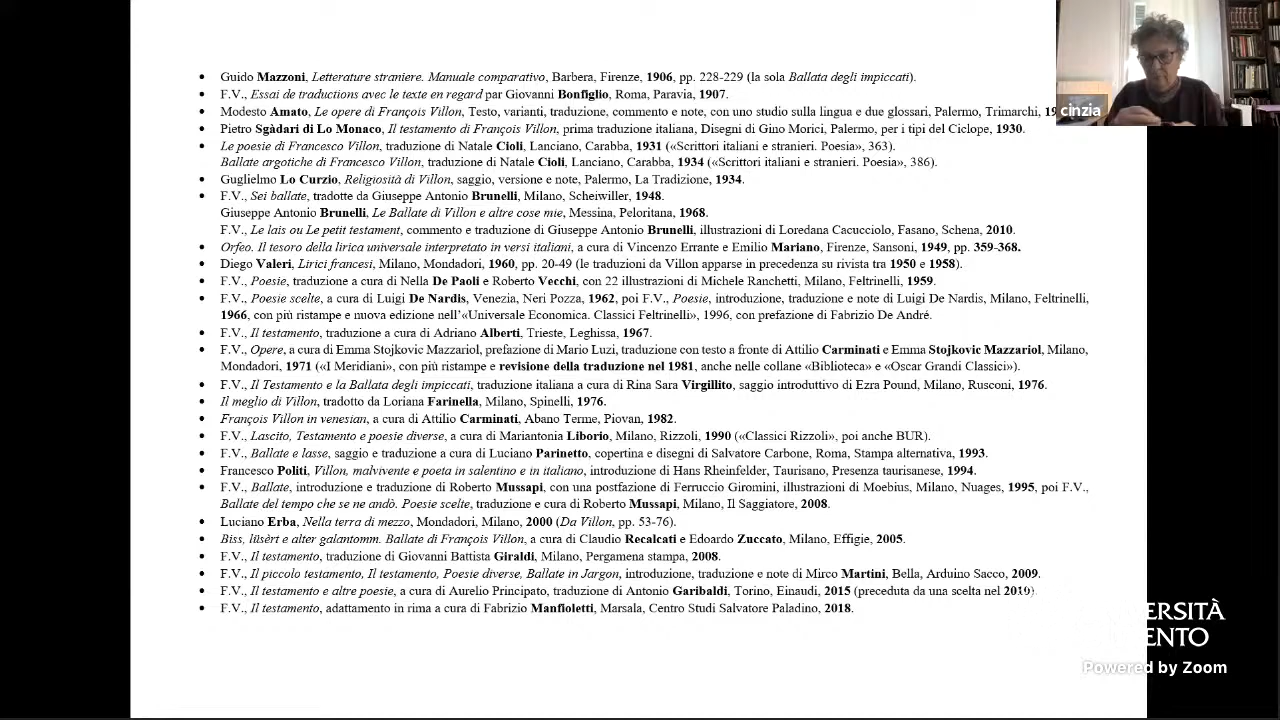 • Guido Mazzoni, Letterature straniere. Manuale comparativo, Barbera, Firenze, 1906, pp. 228-229 (la sola Ballata degli impiccati).
• F.V., Essai de traductions avec le texte en regard par Giovanni Bonfiglio, Roma, Paravia, 1907.
• Modesto Amato, Le opere di François Villon, Testo, varianti, traduzione, commento e note, con uno studio sulla lingua e due glossari, Palermo, Trimarchi,
• Pietro Sgàdari di Lo Monaco, Il testamento di François Villon, prima traduzione italiana, Disegni di Gino Morici, Palermo, per i tipi del Ciclope, 1930.
• Le poesie di Francesco Villon, traduzione di Natale Cioli, Lanciano, Carabba, 1931 («Scrittori italiani e stranieri. Poesia», 363).
Ballate argotiche di Francesco Villon, traduzione di Natale Cioli, Lanciano, Carabba, 1934 («Scrittori italiani e stranieri. Poesia», 386).
• Guglielmo Lo Curzio, Religiosità di Villon, saggio, versione e note, Palermo, La Tradizione, 1934.
• F.V., Sei ballate, tradotte da Giuseppe Antonio Brunelli, Milano, Scheiwiller, 1948.
Giuseppe Antonio Brunelli, Le Ballate di Villon e altre cose mie, Messina, Peloritana, 1968.
F.V., Le lais ou Le petit testament, commento e traduzione di Giuseppe Antonio Brunelli, illustrazioni di Loredana Cacucciolo, Fasano, Schena, 2010.
• Orfeo. Il tesoro della lirica universale interpretato in versi italiani, a cura di Vincenzo Errante e Emilio Mariano, Firenze, Sansoni, 1949, pp. 359-368.
• Diego Valeri, Lirici francesi, Milano, Mondadori, 1960, pp. 20-49 (le traduzioni da Villon apparse in precedenza su rivista tra 1950 e 1958).
• F.V., Poesie, traduzione a cura di Nella De Paoli e Roberto Vecchi, con 22 illustrazioni di Michele Ranchetti, Milano, Feltrinelli, 1959.
• F.V., Poesie scelte, a cura di Luigi De Nardis, Venezia, Neri Pozza, 1962, poi F.V., Poesie, introduzione, traduzione e note di Luigi De Nardis, Milano, Feltrinelli,
1966, con più ristampe e nuova edizione nell'«Universale Economica. Classici Feltrinelli», 1996, con prefazione di Fabrizio De André.
• F.V., Il testamento, traduzione a cura di Adriano Alberti, Trieste, Leghissa, 1967.
• F.V., Opere, a cura di Emma Stojkovic Mazzariol, prefazione di Mario Luzi, traduzione con testo a fronte di Attilio Carminati e Emma Stojkovic Mazzariol, Milano,
Mondadori, 1971 («I Meridiani», con più ristampe e revisione della traduzione nel 1981, anche nelle collane «Biblioteca» e «Oscar Grandi Classici»).
• F.V., Il Testamento e la Ballata degli impiccati, traduzione italiana a cura di Rina Sara Virgillito, saggio introduttivo di Ezra Pound, Milano, Rusconi, 1976.
• Il meglio di Villon, tradotto da Loriana Farinella, Milano, Spinelli, 1976.
• François Villon in venesian, a cura di Attilio Carminati, Abano Terme, Piovan, 1982.
• F.V., Lascito, Testamento e poesie diverse, a cura di Mariantonia Liborio, Milano, Rizzoli, 1990 («Classici Rizzoli», poi anche BUR).
• F.V., Ballate e lasse, saggio e traduzione a cura di Luciano Parinetto, copertina e disegni di Salvatore Carbone, Roma, Stampa alternativa, 1993.
• Francesco Politi, Villon, malvivente e poeta in salentino e in italiano, introduzione di Hans Rheinfelder, Taurisano, Presenza taurisanese, 1994.
• F.V., Ballate, introduzione e traduzione di Roberto Mussapi, con una postfazione di Ferruccio Giromini, illustrazioni di Moebius, Milano, Nuages, 1995, poi F.V.,
Ballate del tempo che se ne andò. Poesie scelte, traduzione e cura di Roberto Mussapi, Milano, Il Saggiatore, 2008.
• Luciano Erba, Nella terra di mezzo, Mondadori, Milano, 2000 (Da Villon, pp. 53-76).
• Biss, lüsèrt e alter galantomm. Ballate di François Villon, a cura di Claudio Recalcati e Edoardo Zuccato, Milano, Effigie, 2005.
• F.V., Il testamento, traduzione di Giovanni Battista Giraldi, Milano, Pergamena stampa, 2008.
• F.V., Il piccolo testamento, Il testamento, Poesie diverse, Ballate in Jargon, introduzione, traduzione e note di Mirco Martini, Bella, Arduino Sacco, 2009.
• F.V., Il testamento e altre poesie, a cura di Aurelio Principato, traduzione di Antonio Garibaldi, Torino, Einaudi, 2015 (preceduta da una scelta nel
• F.V., Il testamento, adattamento in rima a cura di Fabrizio Manfioletti, Marsala, Centro Studi Salvatore Paladino, 2018.
cinzia
ERSITÀ
ENTO
Powered by Zoom